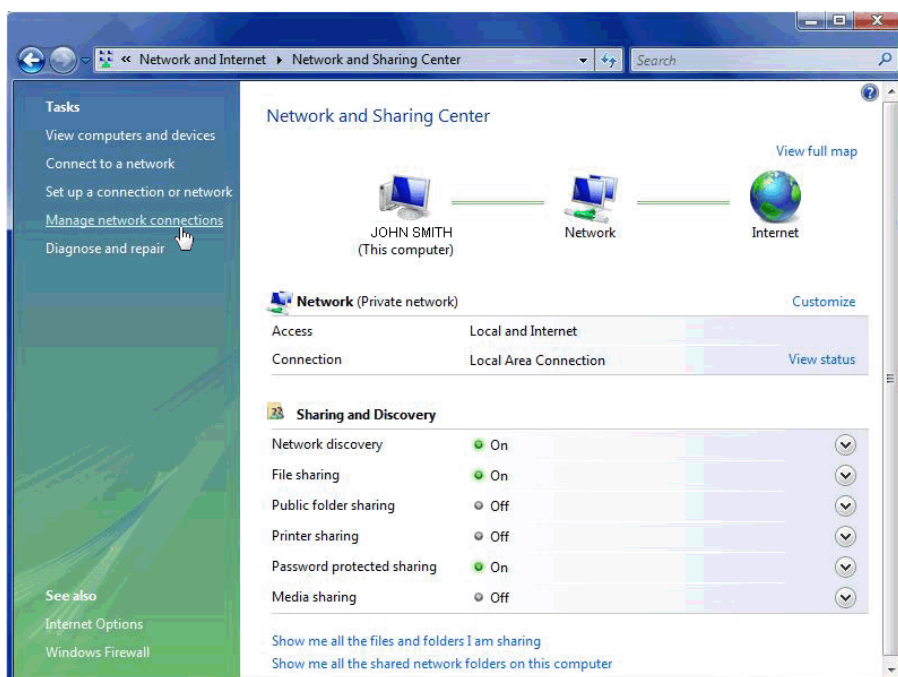 « Network and Internet ▸ Network and Sharing Center
Search
Tasks
View computers and devices
Connect to a network
Set up a connection or network
Manage network connections
Diagnose and repair
See also
Internet Options
Windows Firewall
Network and Sharing Center
View full map
JOHN SMITH
(This computer)
Network
Internet
Network (Private network)
Customize
Access Local and Internet
Connection Local Area Connection View status
Sharing and Discovery
Network discovery On
File sharing On
Public folder sharing Off
Printer sharing Off
Password protected sharing On
Media sharing Off
Show me all the files and folders I am sharing
Show me all the shared network folders on this computer